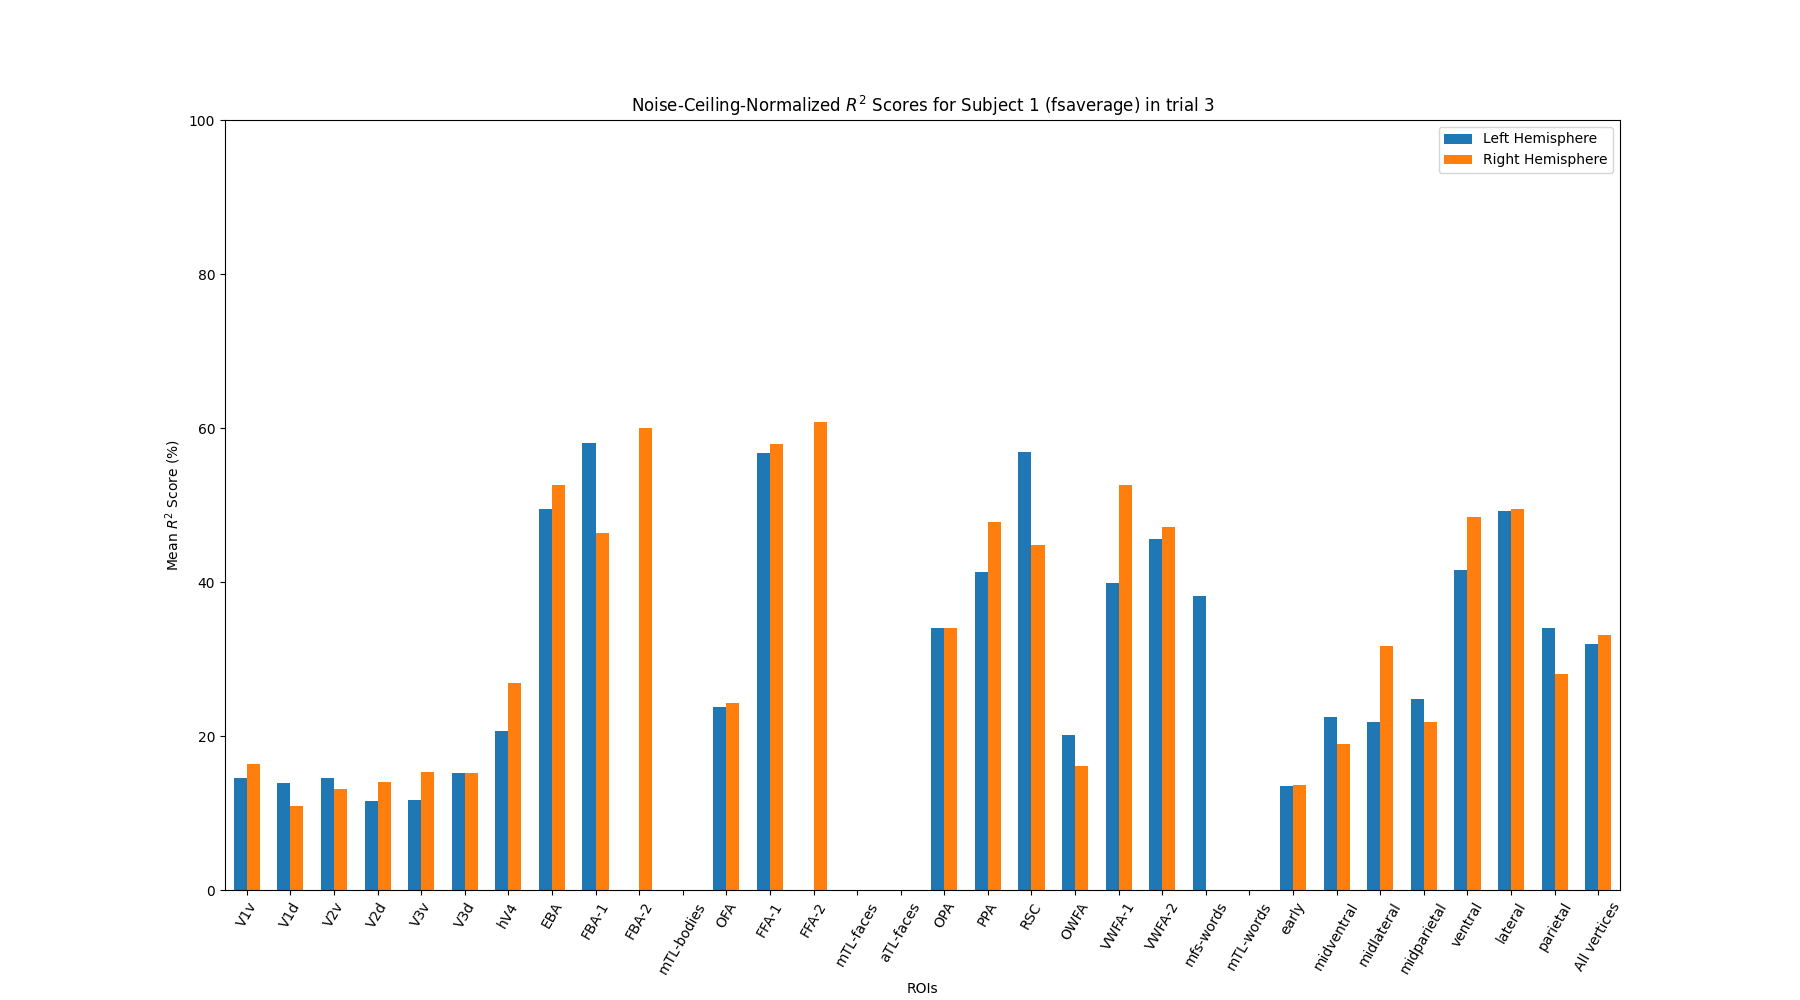 Noise-Ceiling-Normalized R² Scores for Subject 1 (fsaverage) in trial 3
Left Hemisphere
Right Hemisphere
Mean R² Score (%)
100
80
60
40
20
0
V1v
V1d
V2v
V2d
V3v
V3d
hV4
EBA
FBA-1
FBA-2
mTL-bodies
OFA
FFA-1
FFA-2
mTL-faces
aTL-faces
OPA
PPA
RSC
OWFA
VWFA-1
VWFA-2
mfs-words
mTL-words
early
midventral
midlateral
midparietal
ventral
lateral
parietal
All vertices
ROIs